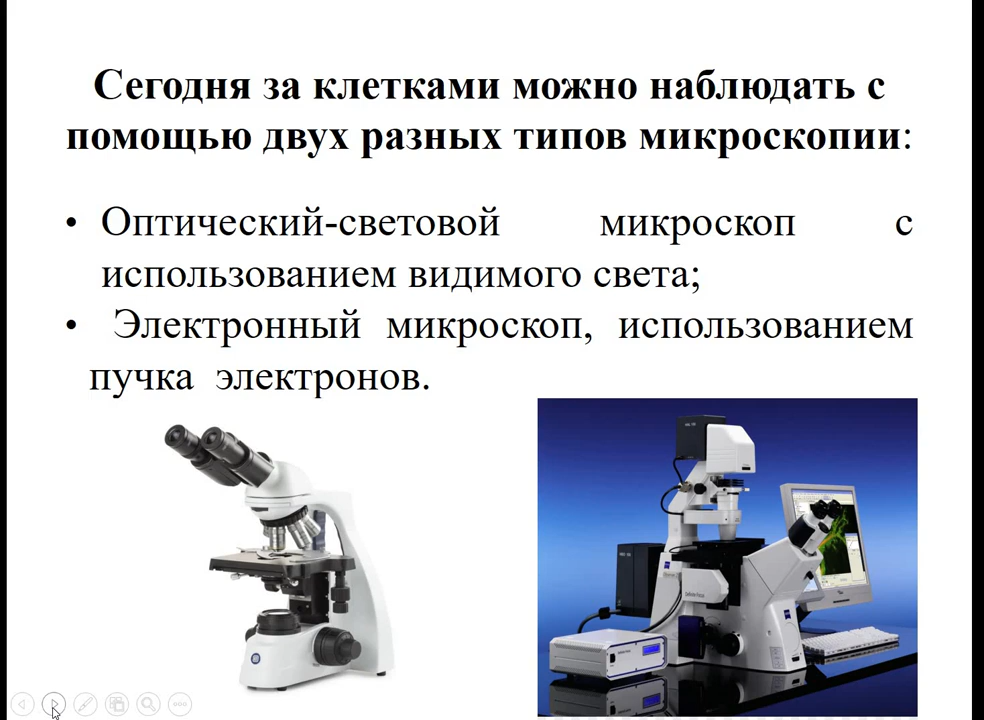 Сегодня за клетками можно наблюдать с
помощью двух разных типов микроскопии:
• Оптический-световой микроскоп с
использованием видимого света;
• Электронный микроскоп, использованием
пучка электронов.